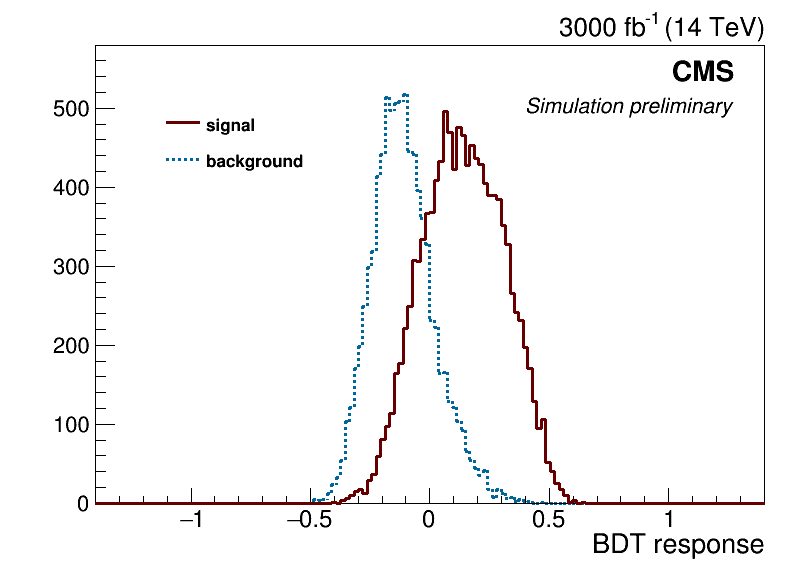 3000 fb⁻¹ (14 TeV)
CMS
Simulation preliminary
signal
background
500
400
300
200
100
0
−1 −0.5 0 0.5 1
BDT response